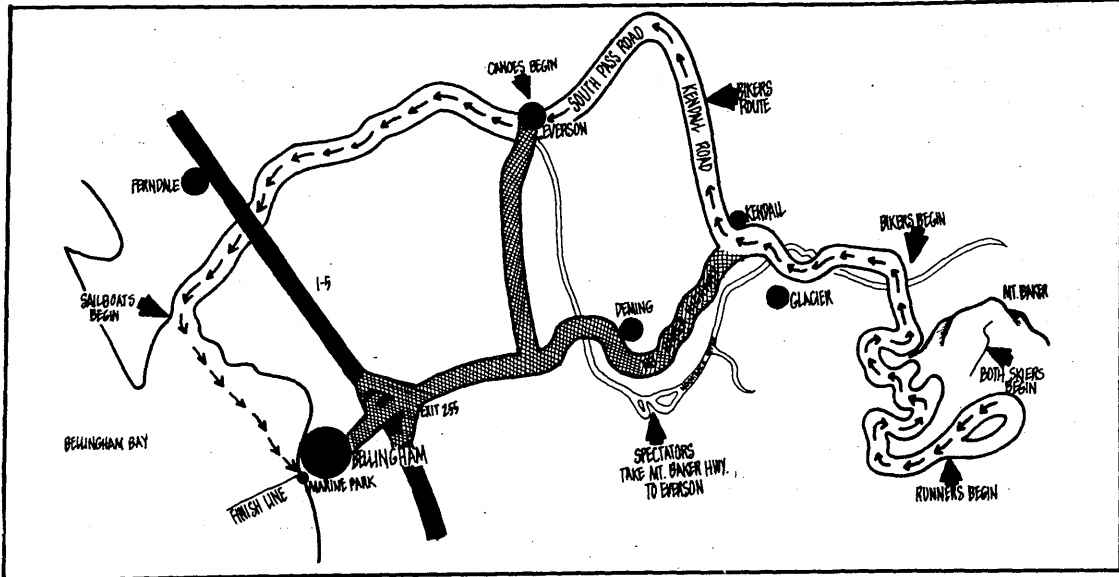 CANOES BEGIN
SOUTH PASS ROAD
BIKERS
ROUTE
KENDALL ROAD
EVERSON
FERNDALE
KENDALL
BIKERS BEGIN
I-5
MT. BAKER
SAILBOATS
BEGIN
DEMING
GLACIER
BOTH SKIERS
BEGIN
EXIT 255
BELLINGHAM BAY
BELLINGHAM
SPECTATORS
TAKE MT. BAKER HWY.
TO EVERSON
MARINE PARK
FINISH LINE
RUNNERS BEGIN